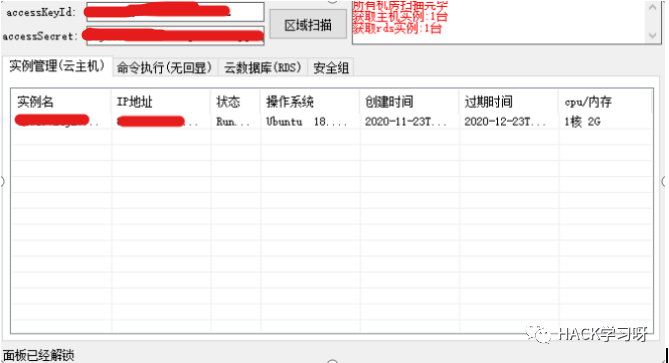 所有机房扫描完毕
accessKeyId:
获取主机实例:1台
区域扫描
获取rds实例:1台
accessSecret:
实例管理(云主机) 命令执行(无回显) 云数据库(RDS) 安全组
实例名 IP地址 状态 操作系统 创建时间 过期时间 cpu/内存
... ... Run... Ubuntu 18.... 2020-11-23T... 2020-12-23T... 1核 2G
HACK学习呀
面板已经解锁